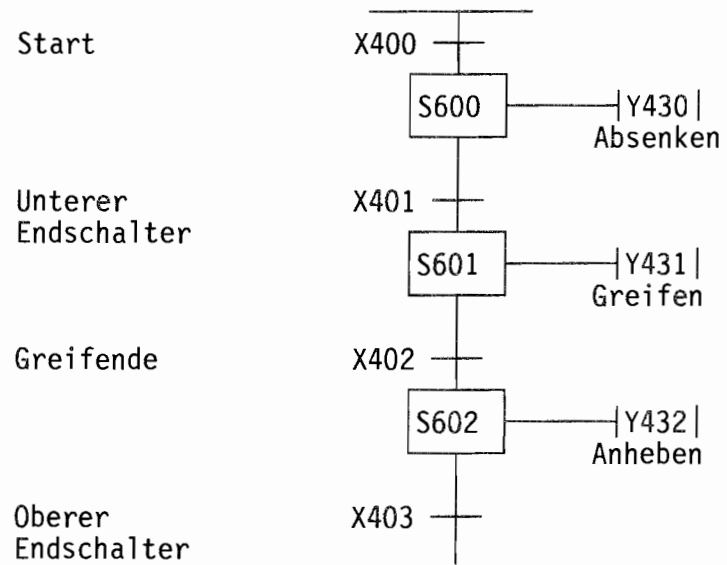 Start X400
S600 Y430
Absenken
Unterer X401
Endschalter
S601 Y431
Greifen
Greifende X402
S602 Y432
Anheben
Oberer X403
Endschalter